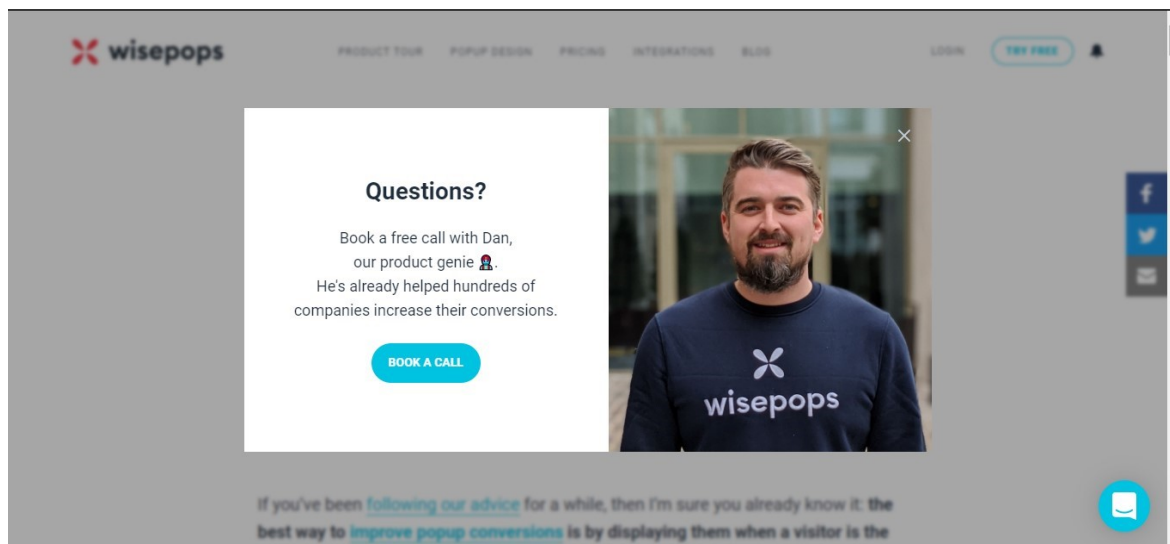 wisepops
PRODUCT TOUR POPUP DESIGN PRICING INTEGRATIONS BLOG LOGIN TRY FREE
Questions?
Book a free call with Dan,
our product genie 🧞‍♂️.
He's already helped hundreds of
companies increase their conversions.
BOOK A CALL
wisepops
If you've been following our advice for a while, then I'm sure you already know it: the
best way to improve popup conversions is by displaying them when a visitor is the